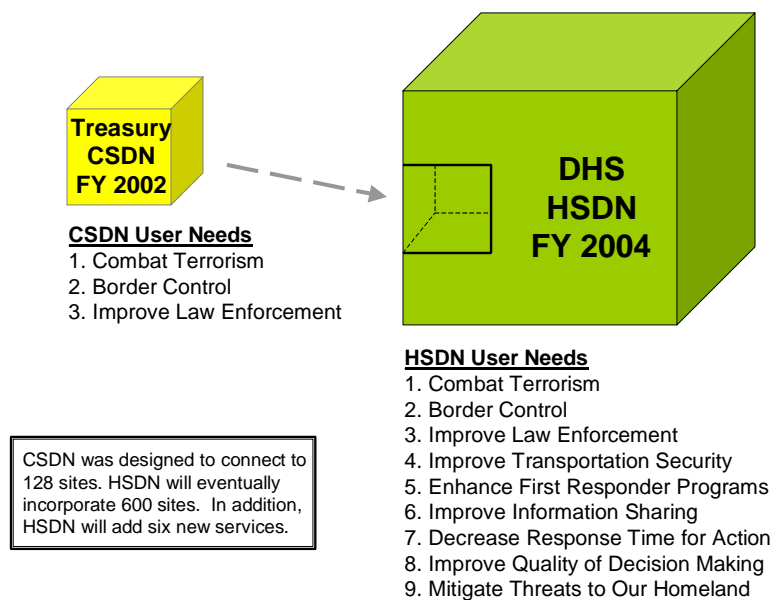 Treasury
CSDN
FY 2002
CSDN User Needs
1. Combat Terrorism
2. Border Control
3. Improve Law Enforcement
DHS
HSDN
FY 2004
HSDN User Needs
1. Combat Terrorism
2. Border Control
3. Improve Law Enforcement
4. Improve Transportation Security
5. Enhance First Responder Programs
6. Improve Information Sharing
7. Decrease Response Time for Action
8. Improve Quality of Decision Making
9. Mitigate Threats to Our Homeland
CSDN was designed to connect to
128 sites. HSDN will eventually
incorporate 600 sites.  In addition,
HSDN will add six new services.